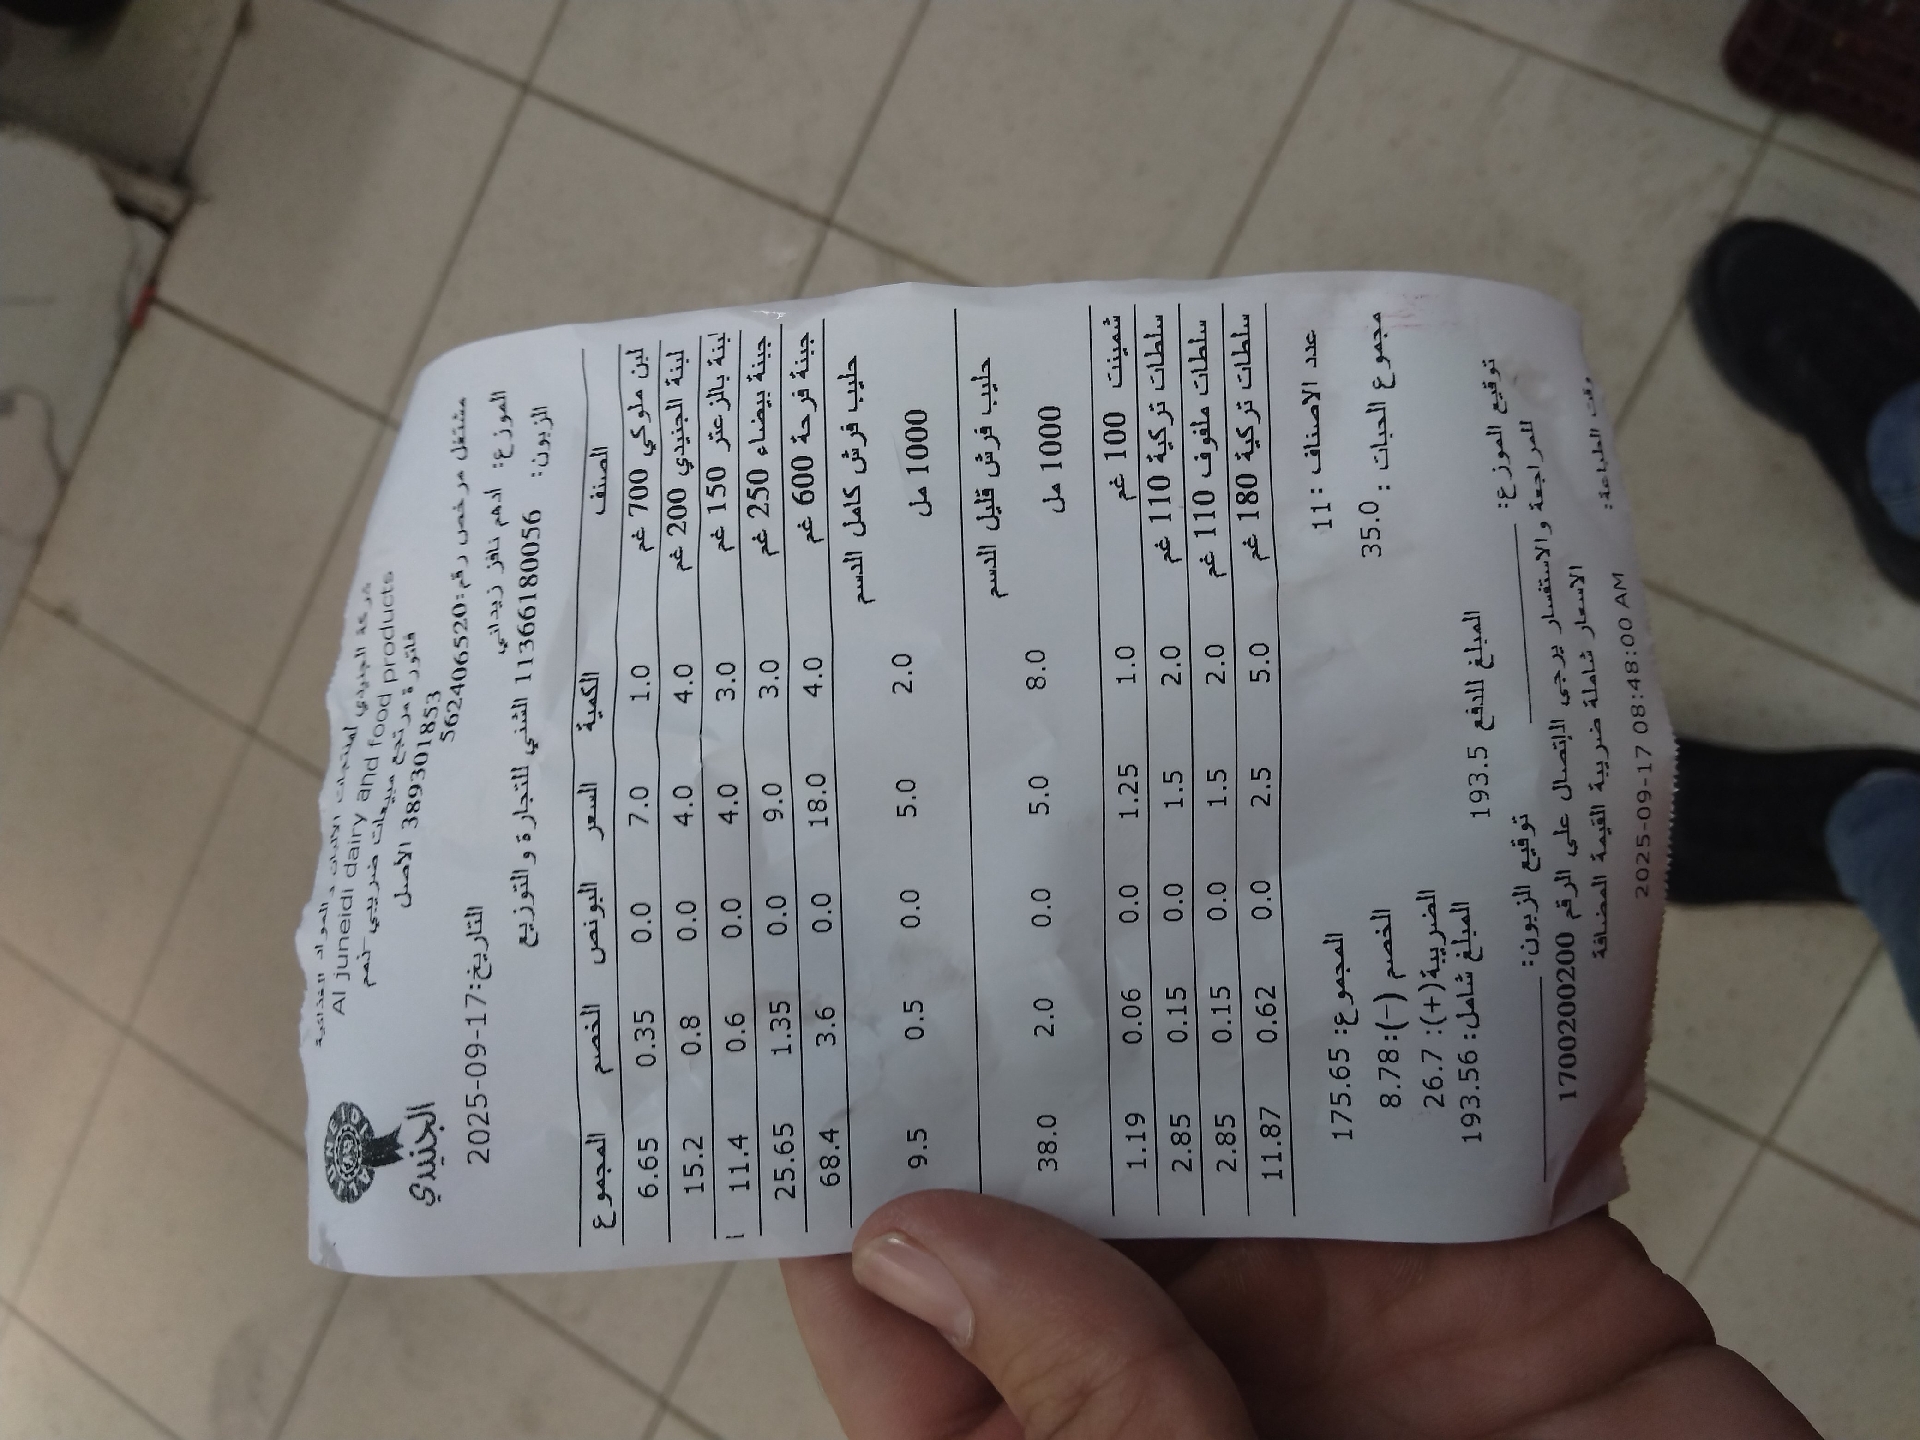 الجنيدي
شركة الجنيدي لمنتجات الالبان والمواد الغذائية
Al juneidi dairy and food products
فاتورة مرتجع مبيعات ضريبي
389301853 الأصل
مشتغل مرخص رقم:562406520
الموزع: ادهم نافز زيداني
التاريخ:2025-09-17
الزبون: 11366180056 الشني للتجارة والتوزيع
الصنف الكمية السعر البونص الخصم المجموع
لبن ملوكي 700 غم 1.0 7.0 0.0 0.35 6.65
لبنة الجنيدي 200 غم 4.0 4.0 0.0 0.8 15.2
لبنة بالزعتر 150 غم 3.0 4.0 0.0 0.6 11.4
جبنة بيضاء 250 غم 3.0 9.0 0.0 1.35 25.65
جبنة فرحة 600 غم 4.0 18.0 0.0 3.6 68.4
حليب فرش كامل الدسم
1000 مل 2.0 5.0 0.0 0.5 9.5
حليب فرش قليل الدسم
1000 مل 8.0 5.0 0.0 2.0 38.0
شمينت 100 غم 1.0 1.25 0.0 0.06 1.19
سلطات تركية 110 غم 2.0 1.5 0.0 0.15 2.85
سلطات ملفوف 110 غم 2.0 1.5 0.0 0.15 2.85
سلطات تركية 180 غم 5.0 2.5 0.0 0.62 11.87
عدد الاصناف : 11
المجموع: 175.65
مجموع الحبات : 35.0
الخصم (-): 8.78
الضريبة(+): 26.7
المبلغ شامل: 193.56
المبلغ للدفع 193.5
توقيع الموزع: ________ توقيع الزبون: ________
للمراجعة والاستفسار يرجى الإتصال على الرقم 1700200200
الاسعار شاملة ضريبة القيمة المضافة
وقت الطباعة: 2025-09-17 08:48:00 AM